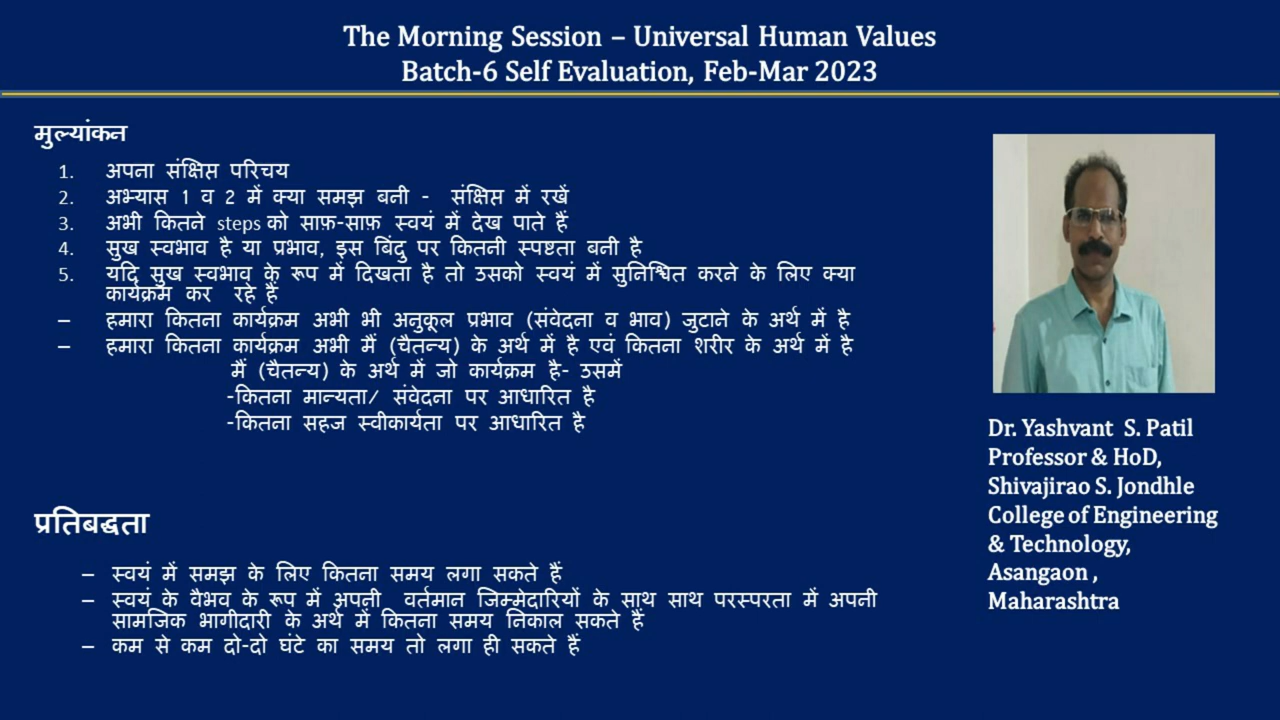 The Morning Session – Universal Human Values
Batch-6 Self Evaluation, Feb-Mar 2023
मुल्यांकन
1. अपना संक्षिप्त परिचय
2. अभ्यास 1 व 2 में क्या समझ बनी - संक्षिप्त में रखें
3. अभी कितने steps को साफ़-साफ़ स्वयं में देख पाते हैं
4. सुख स्वभाव है या प्रभाव, इस बिंदु पर कितनी स्पष्टता बनी है
5. यदि सुख स्वभाव के रूप में दिखता है तो उसको स्वयं में सुनिश्चित करने के लिए क्या
कार्यक्रम कर रहे हैं
– हमारा कितना कार्यक्रम अभी भी अनुकूल प्रभाव (संवेदना व भाव) जुटाने के अर्थ में है
– हमारा कितना कार्यक्रम अभी मैं (चैतन्य) के अर्थ में है एवं कितना शरीर के अर्थ में है
मैं (चैतन्य) के अर्थ में जो कार्यक्रम है- उसमें
-कितना मान्यता/ संवेदना पर आधारित है
-कितना सहज स्वीकार्यता पर आधारित है
प्रतिबद्धता
– स्वयं में समझ के लिए कितना समय लगा सकते हैं
– स्वयं के वैभव के रूप में अपनी वर्तमान जिम्मेदारियों के साथ साथ परस्परता में अपनी
सामजिक भागीदारी के अर्थ में कितना समय निकाल सकते हैं
– कम से कम दो-दो घंटे का समय तो लगा ही सकते हैं
Dr. Yashvant S. Patil
Professor & HoD,
Shivajirao S. Jondhle
College of Engineering
& Technology,
Asangaon ,
Maharashtra